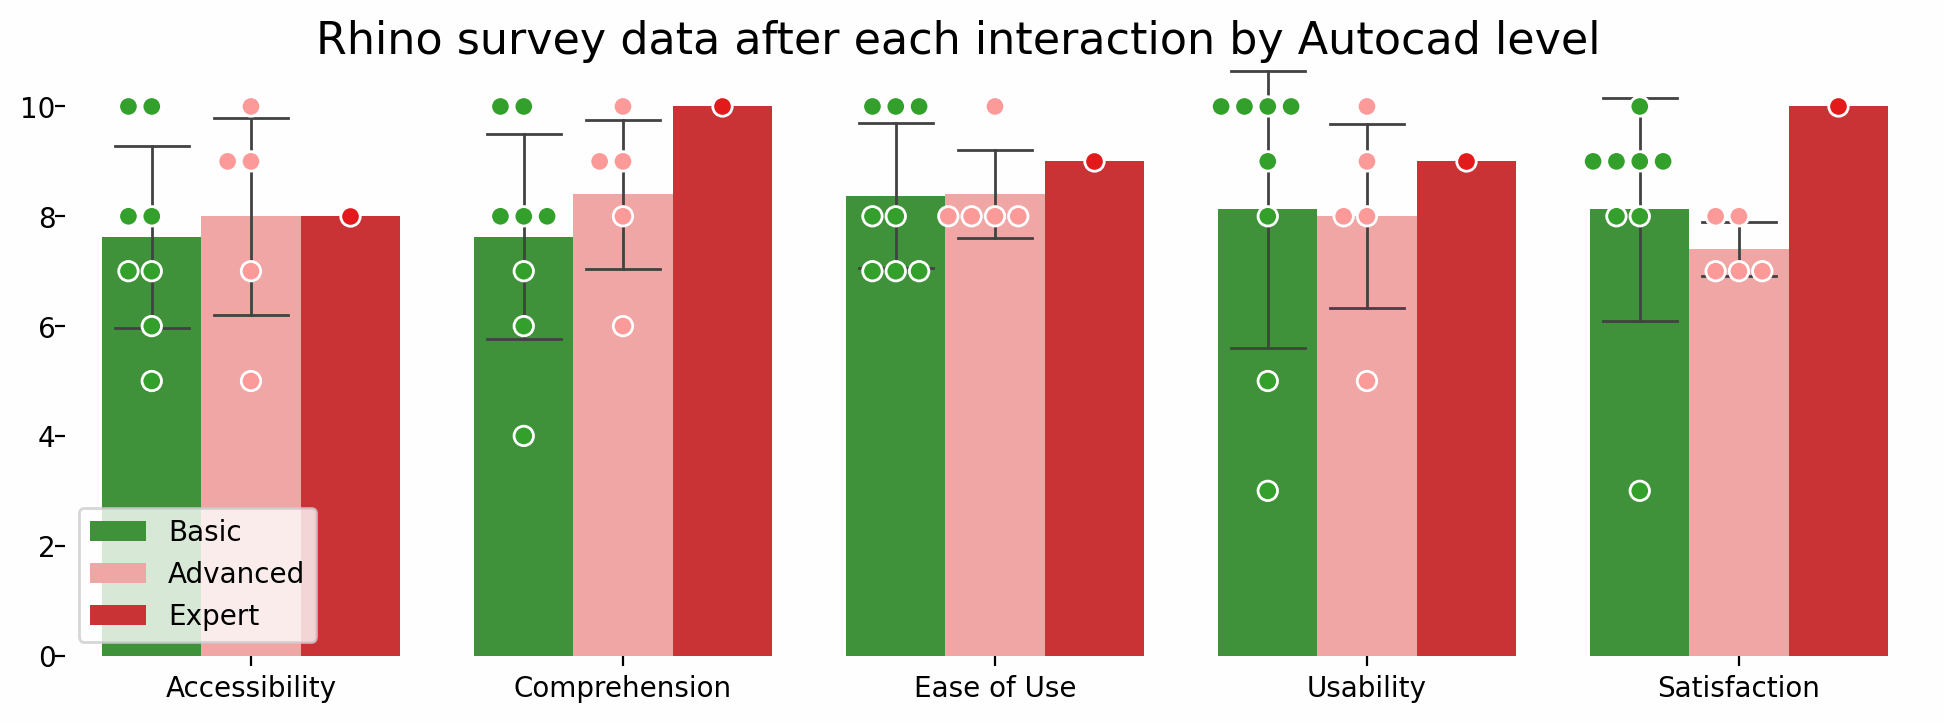 Rhino survey data after each interaction by Autocad level
10
8
6
4
2
0
Basic
Advanced
Expert
Accessibility
Comprehension
Ease of Use
Usability
Satisfaction